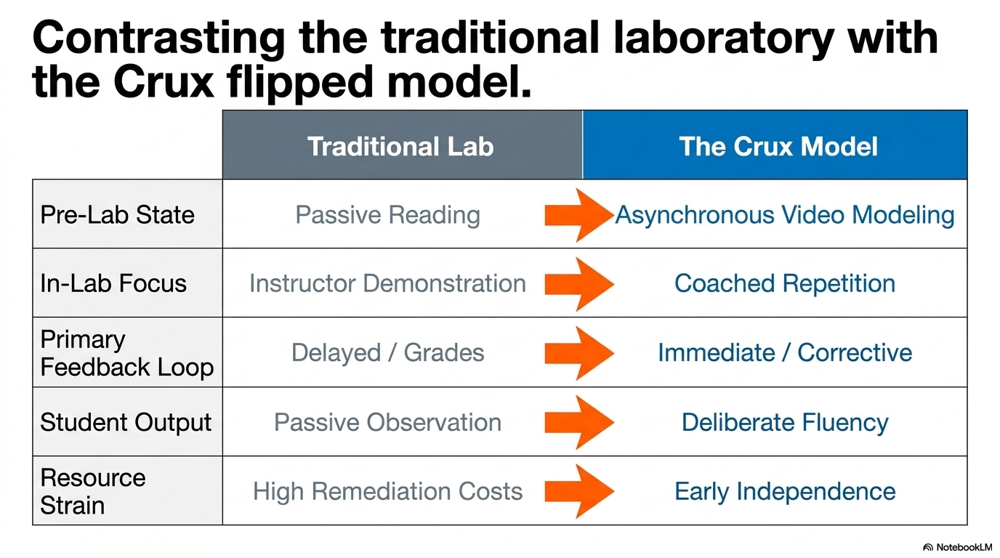 Contrasting the traditional laboratory with
the Crux flipped model.
Traditional Lab
The Crux Model
Pre-Lab State
Passive Reading
Asynchronous Video Modeling
In-Lab Focus
Instructor Demonstration
Coached Repetition
Primary
Feedback Loop
Delayed / Grades
Immediate / Corrective
Student Output
Passive Observation
Deliberate Fluency
Resource
Strain
High Remediation Costs
Early Independence
NotebookLM